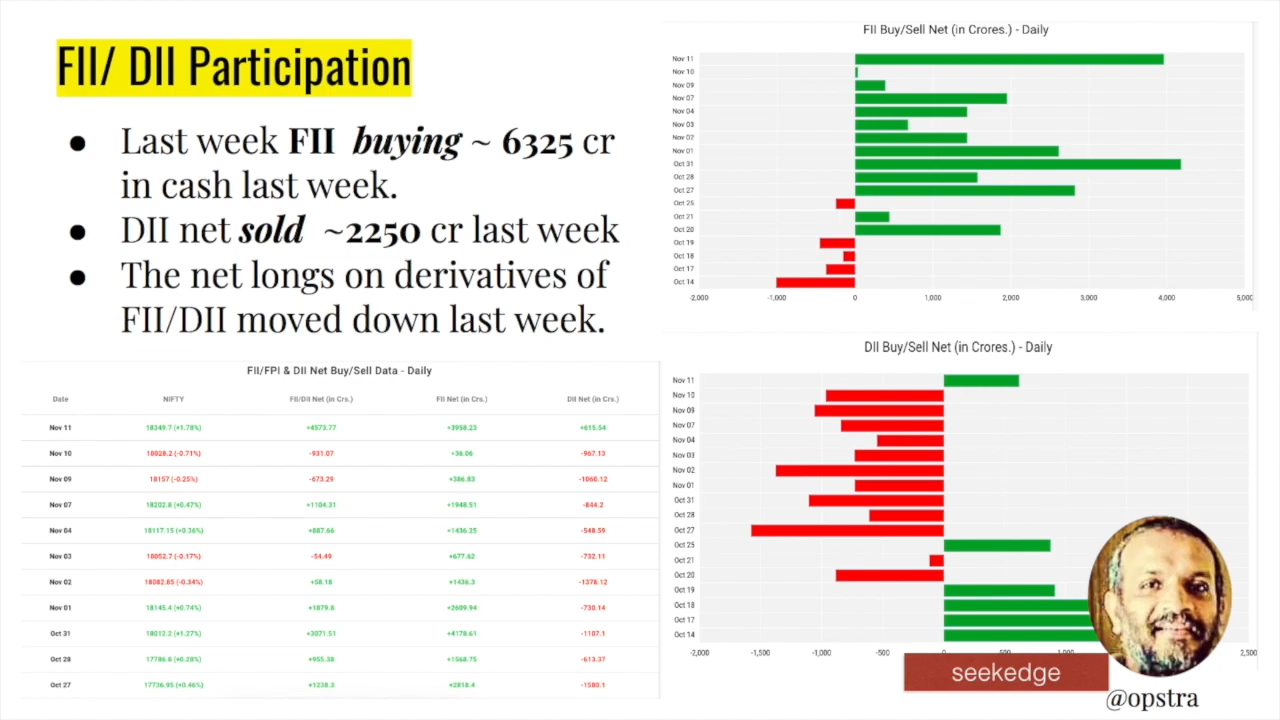 FII/ DII Participation
● Last week FII buying ~ 6325 cr
in cash last week.
● DII net sold ~2250 cr last week
● The net longs on derivatives of
FII/DII moved down last week.
FII Buy/Sell Net (in Crores.) - Daily
Nov 11
Nov 10
Nov 09
Nov 07
Nov 04
Nov 03
Nov 02
Nov 01
Oct 31
Oct 28
Oct 27
Oct 25
Oct 21
Oct 20
Oct 19
Oct 18
Oct 17
Oct 14
-2,000 -1,000 0 1,000 2,000 3,000 4,000 5,000
FII/FPI & DII Net Buy/Sell Data - Daily
Date NIFTY FII/DII Net (in Crs.) FII Net (in Crs.) DII Net (in Crs.)
Nov 11 18349.7 (+1.78%) +4573.77 +3958.23 +615.54
Nov 10 18028.2 (-0.71%) -931.07 +36.06 -967.13
Nov 09 18157 (-0.25%) -673.29 +386.83 -1060.12
Nov 07 18202.8 (+0.47%) +1104.31 +1948.51 -844.2
Nov 04 18117.15 (+0.36%) +887.66 +1436.25 -548.59
Nov 03 18052.7 (-0.17%) -54.49 +677.62 -732.11
Nov 02 18082.85 (-0.34%) +58.18 +1436.3 -1378.12
Nov 01 18145.4 (+0.74%) +1879.8 +2609.94 -730.14
Oct 31 18012.2 (+1.27%) +3071.51 +4178.61 -1107.1
Oct 28 17786.8 (+0.28%) +955.38 +1568.75 -613.37
Oct 27 17736.95 (+0.46%) +1238.3 +2818.4 -1580.1
DII Buy/Sell Net (in Crores.) - Daily
Nov 11
Nov 10
Nov 09
Nov 07
Nov 04
Nov 03
Nov 02
Nov 01
Oct 31
Oct 28
Oct 27
Oct 25
Oct 21
Oct 20
Oct 19
Oct 18
Oct 17
Oct 14
-2,000 -1,000 -500 0 500 1,000 2,500
seekedge
@opstra